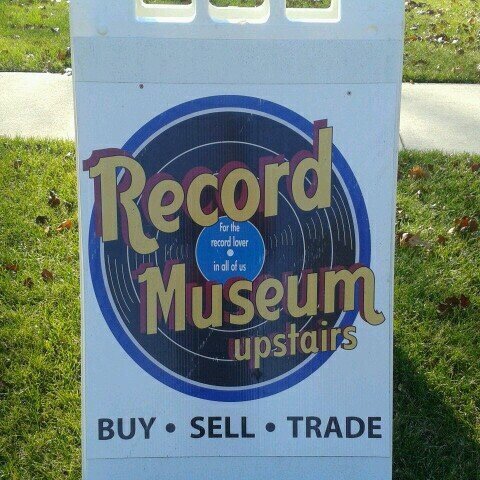 Record
For the
record lover
in all of us
Museum
upstairs
BUY • SELL • TRADE